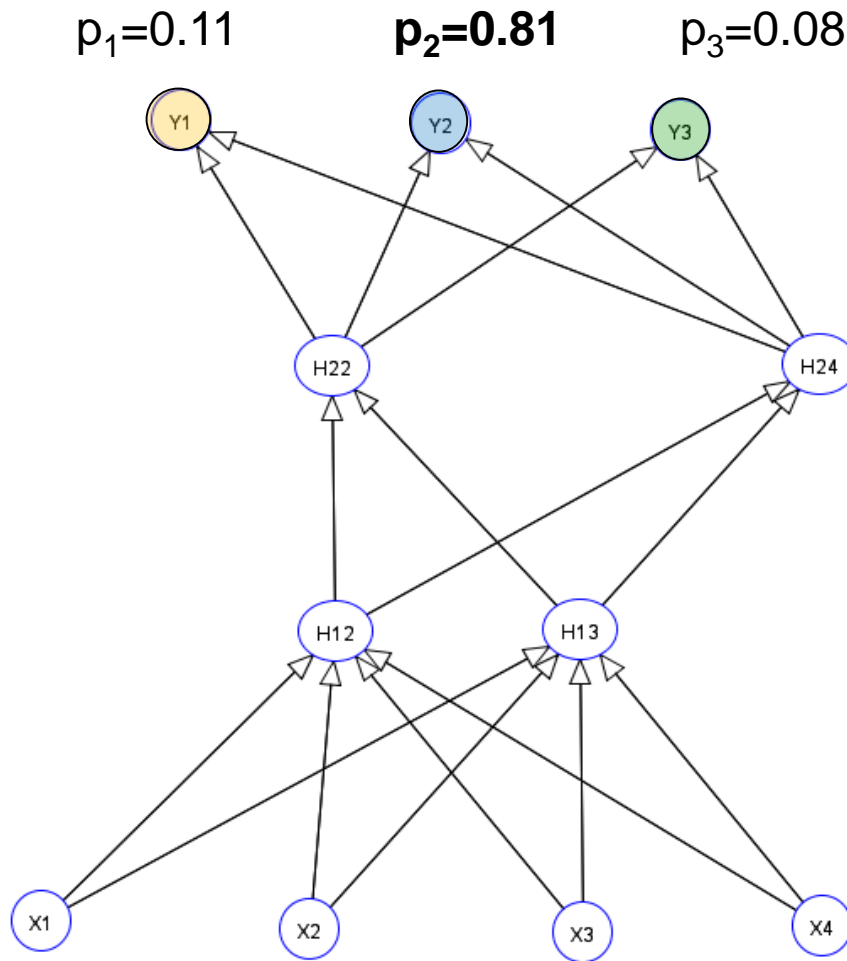 p₁=0.11 p₂=0.81 p₃=0.08
Y1 Y2 Y3
H22 H24
H12 H13
X1 X2 X3 X4